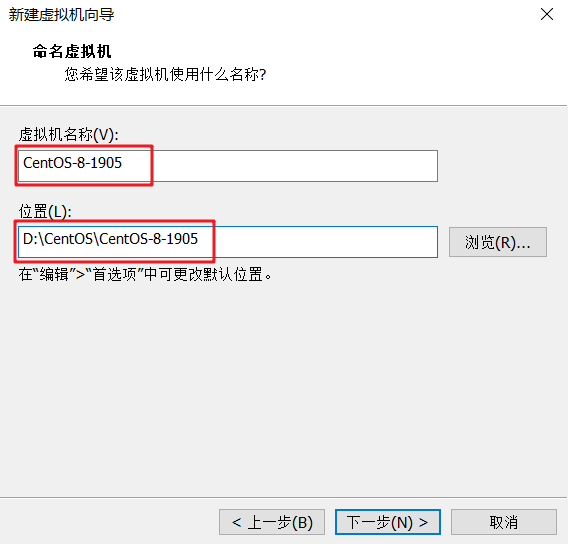 新建虚拟机向导
命名虚拟机
您希望该虚拟机使用什么名称?
虚拟机名称(V):
CentOS-8-1905
位置(L):
D:\CentOS\CentOS-8-1905
浏览(R)...
在“编辑”>“首选项”中可更改默认位置。
< 上一步(B)
下一步(N) >
取消